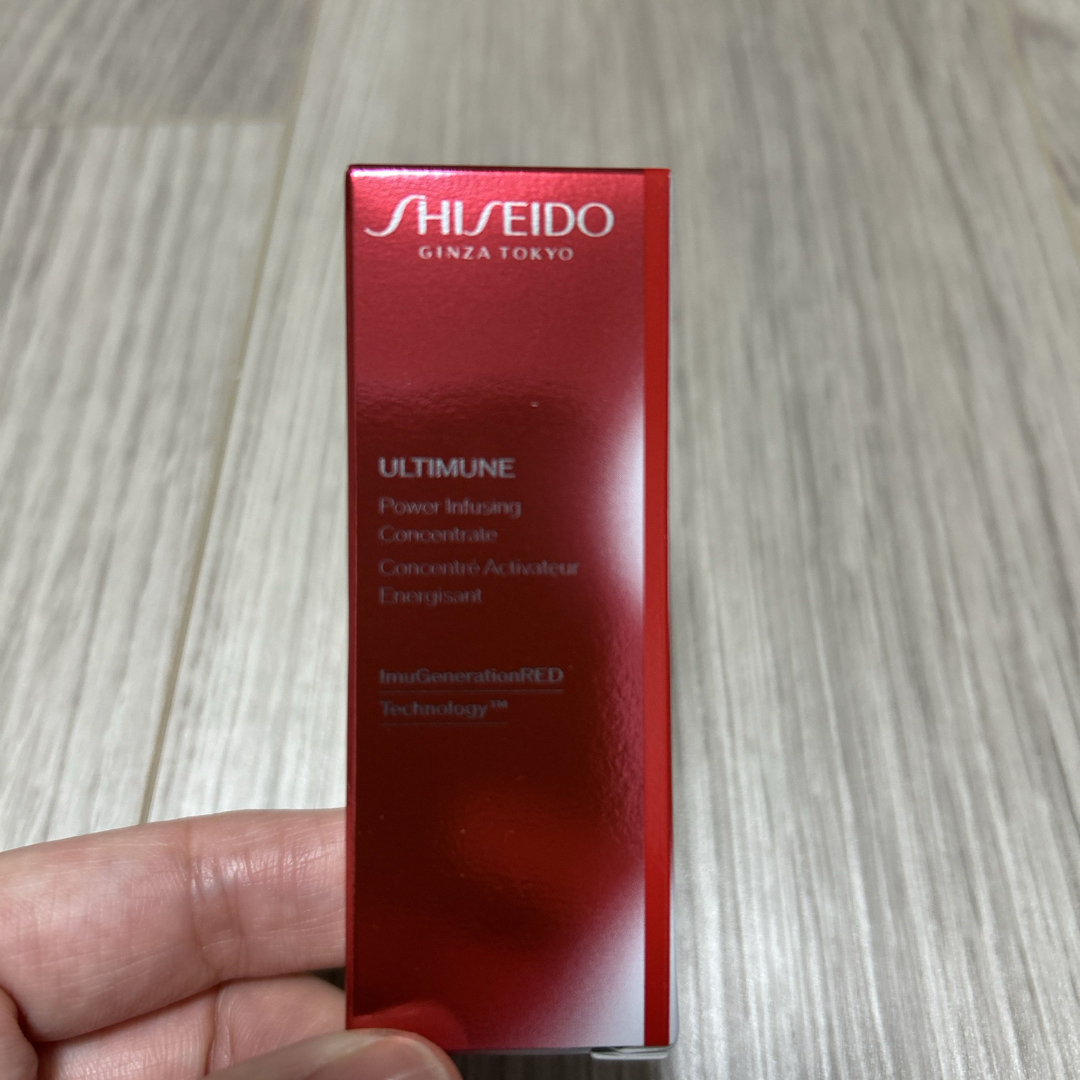 SHISEIDO
GINZA TOKYO
ULTIMUNE
Power Infusing
Concentrate
Concentré Activateur
Energisant
ImuGenerationRED
Technology™